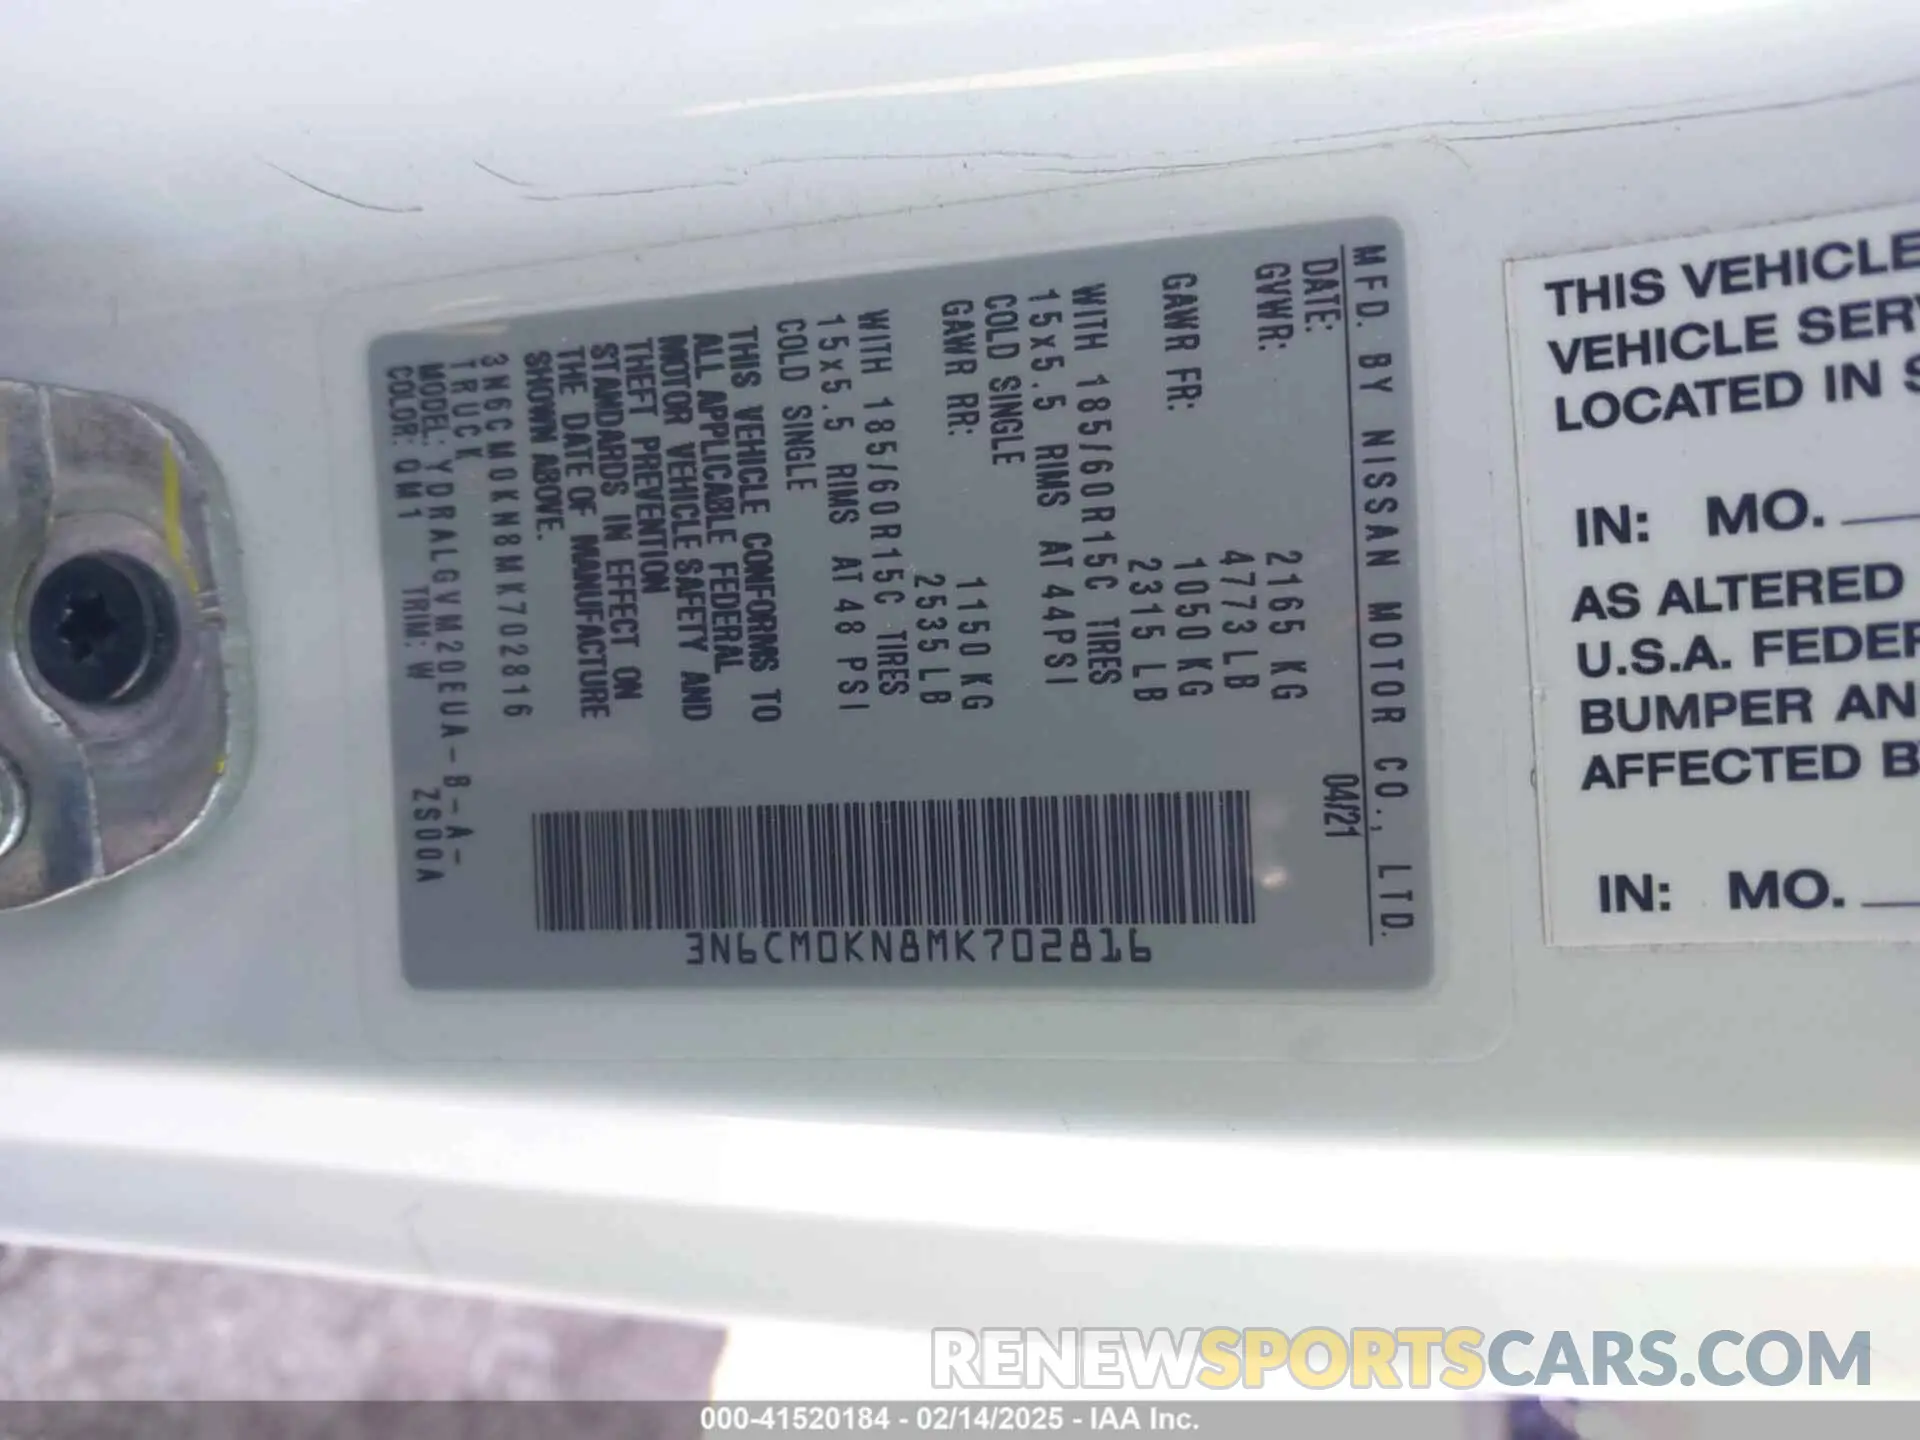 MFD. BY NISSAN MOTOR CO., LTD.
DATE: 04/21
GVWR: 2165 KG
4773 LB
GAWR FR: 1050 KG
2315 LB
WITH 185/60R15C TIRES
15x5.5 RIMS AT 44PSI
COLD SINGLE
GAWR RR: 1150 KG
2535 LB
WITH 185/60R15C TIRES
15x5.5 RIMS AT 48 PSI
COLD SINGLE
THIS VEHICLE CONFORMS TO
ALL APPLICABLE FEDERAL
MOTOR VEHICLE SAFETY AND
THEFT PREVENTION
STANDARDS IN EFFECT ON
THE DATE OF MANUFACTURE
SHOWN ABOVE.
3N6CM0KN8MK702816
TRUCK
MODEL: YDRALGVM20EUA-B-A-
COLOR: QM1 TRIM: W ZS00A
3N6CM0KN8MK702816
THIS VEHICLE
VEHICLE SER
LOCATED IN S
IN: MO.
AS ALTERED
U.S.A. FEDER
BUMPER AN
AFFECTED B
IN: MO.
RENEWSPORTSCARS.COM
000-41520184 - 02/14/2025 - IAA Inc.